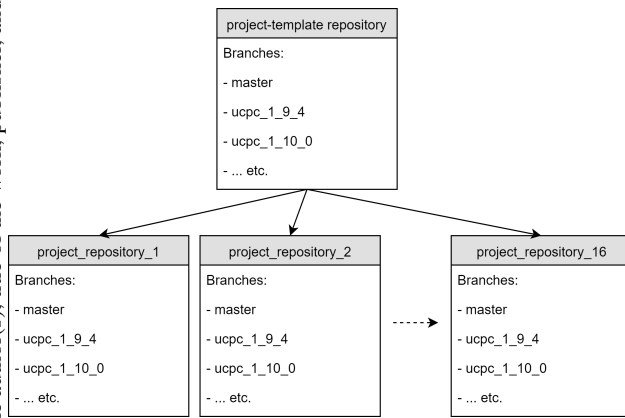 project-template repository
Branches:
- master
- ucpc_1_9_4
- ucpc_1_10_0
- ... etc.
project_repository_1
Branches:
- master
- ucpc_1_9_4
- ucpc_1_10_0
- ... etc.
project_repository_2
Branches:
- master
- ucpc_1_9_4
- ucpc_1_10_0
- ... etc.
project_repository_16
Branches:
- master
- ucpc_1_9_4
- ucpc_1_10_0
- ... etc.